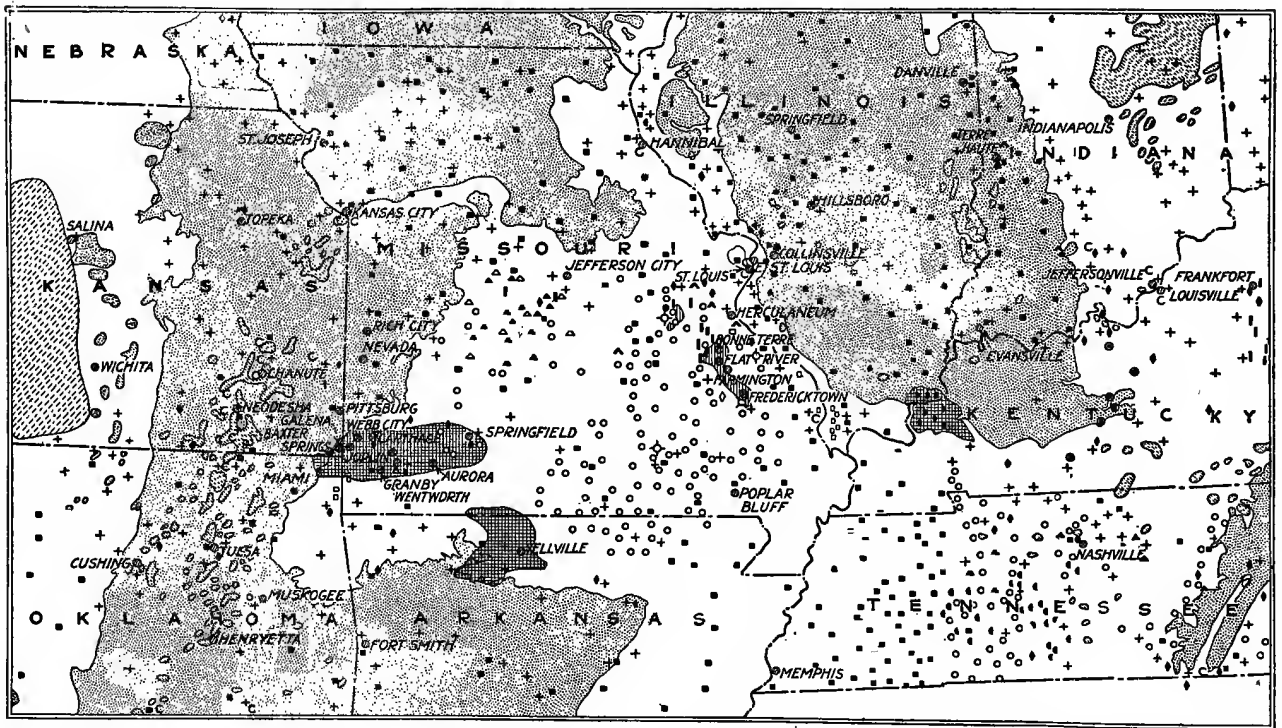 IOWA
NEBRASKA
DANVILLE
ILLINOIS
SPRINGFIELD
INDIANAPOLIS
ST. JOSEPH
HANNIBAL
TERRE
HAUTE
INDIANA
TOPEKA
KANSAS CITY
HILLSBORO
SALINA
MISSOURI
COLLINSVILLE
JEFFERSON CITY
ST. LOUIS
E. ST. LOUIS
JEFFERSONVILLE
FRANKFORT
KANSAS
LOUISVILLE
RICH CITY
HERCULANEUM
NEVADA
BONNE TERRE
FLAT RIVER
EVANSVILLE
WICHITA
CHANUTE
FARMINGTON
FREDERICKTOWN
NEODESHA
PITTSBURG
KENTUCKY
GALENA
WEBB CITY
BAXTER
SPRINGS
CARTHAGE
SPRINGFIELD
JOPLIN
MIAMI
AURORA
GRANBY
WENTWORTH
POPLAR
BLUFF
TULSA
YELLVILLE
NASHVILLE
CUSHING
MUSKOGEE
OKLAHOMA
ARKANSAS
TENNESSEE
HENRYETTA
FORT SMITH
MEMPHIS